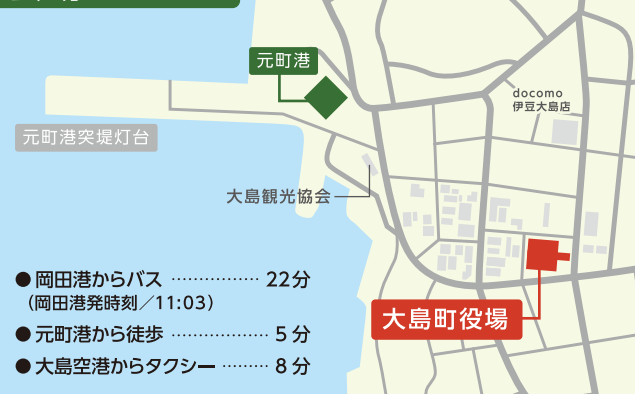 元町港
docomo
伊豆大島店
元町港突堤灯台
大島観光協会
● 岡田港からバス ················ 22分
（岡田港発時刻／11:03）
● 元町港から徒歩 ·················· 5分
● 大島空港からタクシー ········· 8分
大島町役場